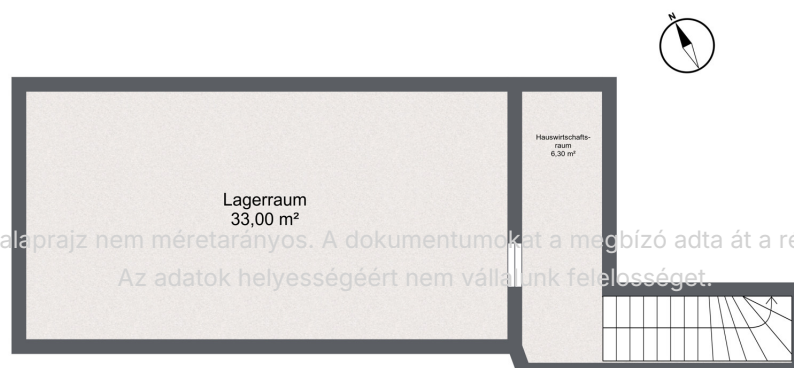 N
Hauswirtschafts-
raum
6,30 m²
Lagerraum
33,00 m²
alaprajz nem méretarányos. A dokumentumokat a megbízó adta át a
Az adatok helyességéért nem vállalunk felelősséget.